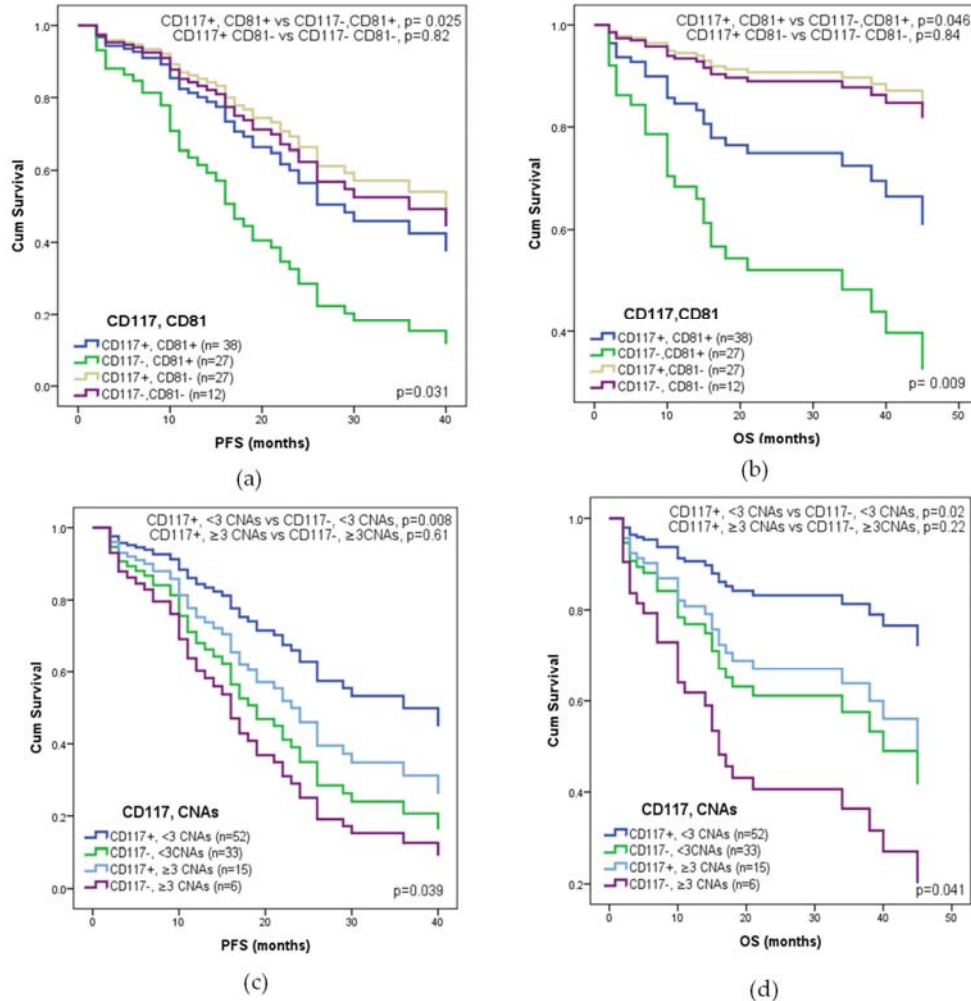 CD117+, CD81+ vs CD117-,CD81+, p= 0.025
CD117+ CD81- vs CD117- CD81-, p=0.82
1.0
0.8
0.6
0.4
0.2
0.0
Cum Survival
CD117, CD81
CD117+, CD81+ (n= 38)
CD117-, CD81+ (n=27)
CD117+, CD81- (n=27)
CD117-,CD81- (n=12)
p=0.031
0 10 20 30 40
PFS (months)
(a)
CD117+, CD81+ vs CD117-,CD81+, p=0.046
CD117+ CD81- vs CD117- CD81-, p=0.84
1.0
0.8
0.6
0.4
Cum Survival
CD117,CD81
CD117+, CD81+ (n=38)
CD117-,CD81+ (n=27)
CD117+,CD81- (n=27)
CD117-, CD81- (n=12)
p= 0.009
0 10 20 30 40 50
OS (months)
(b)
CD117+, <3 CNAs vs CD117-, <3 CNAs, p=0.008
CD117+, ≥3 CNAs vs CD117-, ≥3CNAs, p=0.61
1.0
0.8
0.6
0.4
0.2
0.0
Cum Survival
CD117, CNAs
CD117+, <3 CNAs (n=52)
CD117-, <3CNAs (n=33)
CD117+, ≥3 CNAs (n=15)
CD117-, ≥3 CNAs (n=6)
p=0.039
0 10 20 30 40
PFS (months)
(c)
CD117+, <3 CNAs vs CD117-, <3 CNAs, p=0.02
CD117+, ≥3 CNAs vs CD117-, ≥3CNAs, p=0.22
1.0
0.8
0.6
0.4
0.2
Cum Survival
CD117, CNAs
CD117+, <3 CNAs (n=52)
CD117-, <3CNAs (n=33)
CD117+, ≥3 CNAs (n=15)
CD117-, ≥3 CNAs (n=6)
p=0.041
0 10 20 30 40 50
OS (months)
(d)